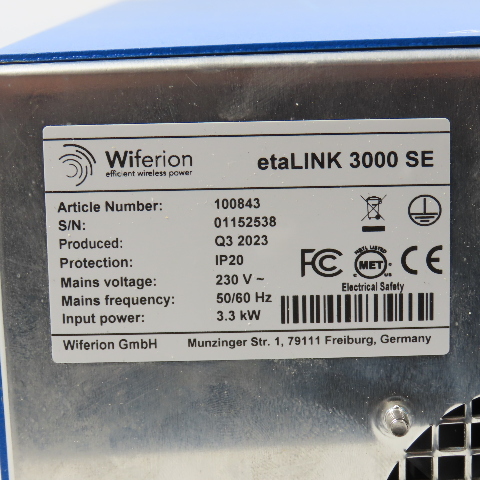 Wiferion
efficient wireless power
etaLINK 3000 SE
Article Number: 100843
S/N: 01152538
Produced: Q3 2023
Protection: IP20
Mains voltage: 230 V ~
Mains frequency: 50/60 Hz
Input power: 3.3 kW
FC MET CE
Electrical Safety
Wiferion GmbH Munzinger Str. 1, 79111 Freiburg, Germany